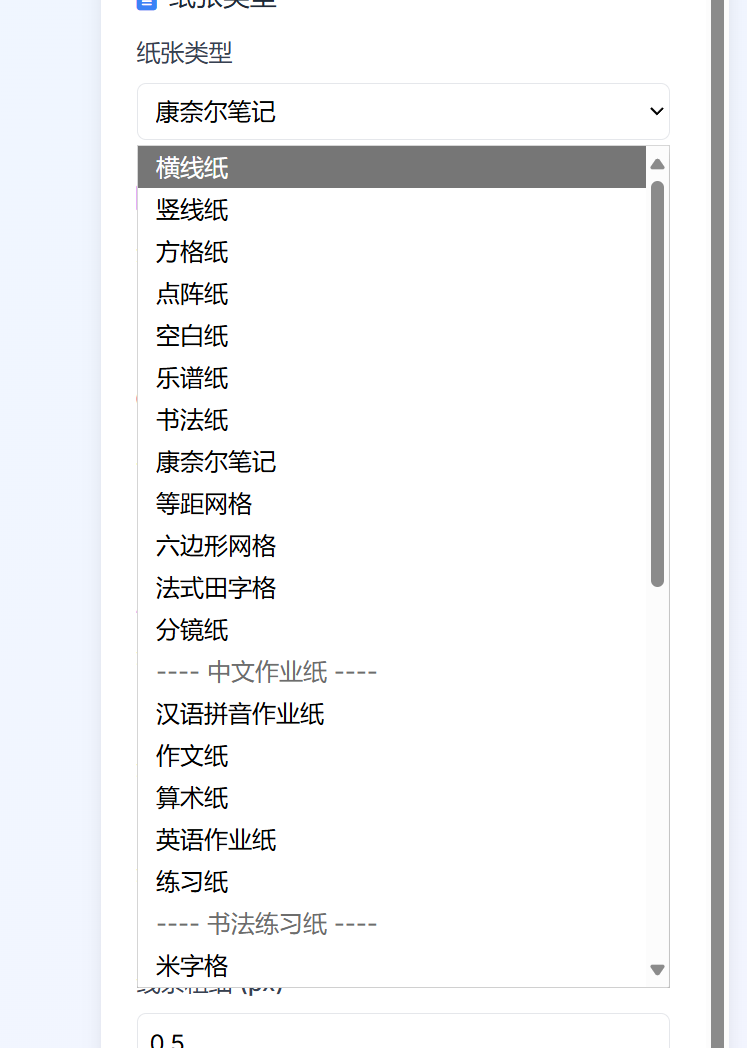 纸张类型
纸张类型
康奈尔笔记
横线纸
竖线纸
方格纸
点阵纸
空白纸
乐谱纸
书法纸
康奈尔笔记
等距网格
六边形网格
法式田字格
分镜纸
---- 中文作业纸 ----
汉语拼音作业纸
作文纸
算术纸
英语作业纸
练习纸
---- 书法练习纸 ----
米字格
线条粗细 (px)
0.5